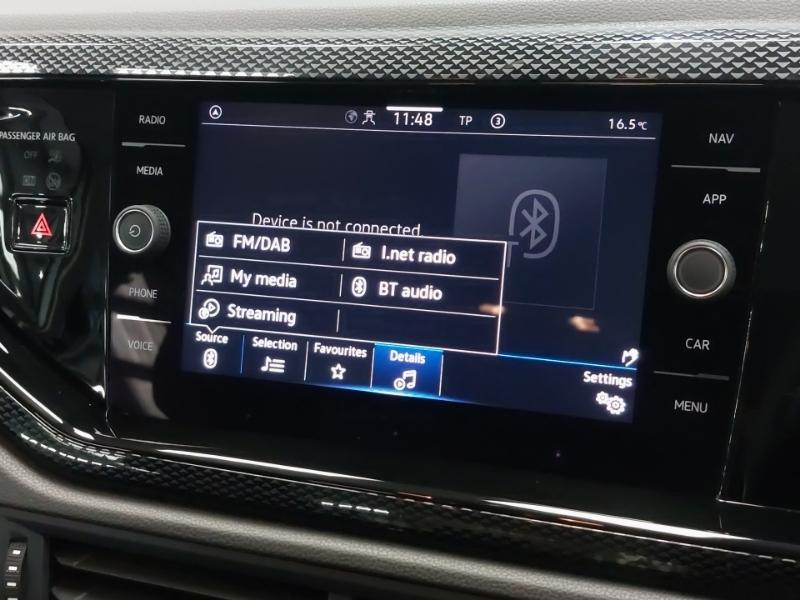 PASSENGER AIR BAG
OFF
RADIO
MEDIA
PHONE
VOICE
11:48 TP 3 16.5°C
Device is not connected.
FM/DAB I.net radio
My media BT audio
Streaming
Source Selection Favourites Details
Settings
NAV
APP
CAR
MENU